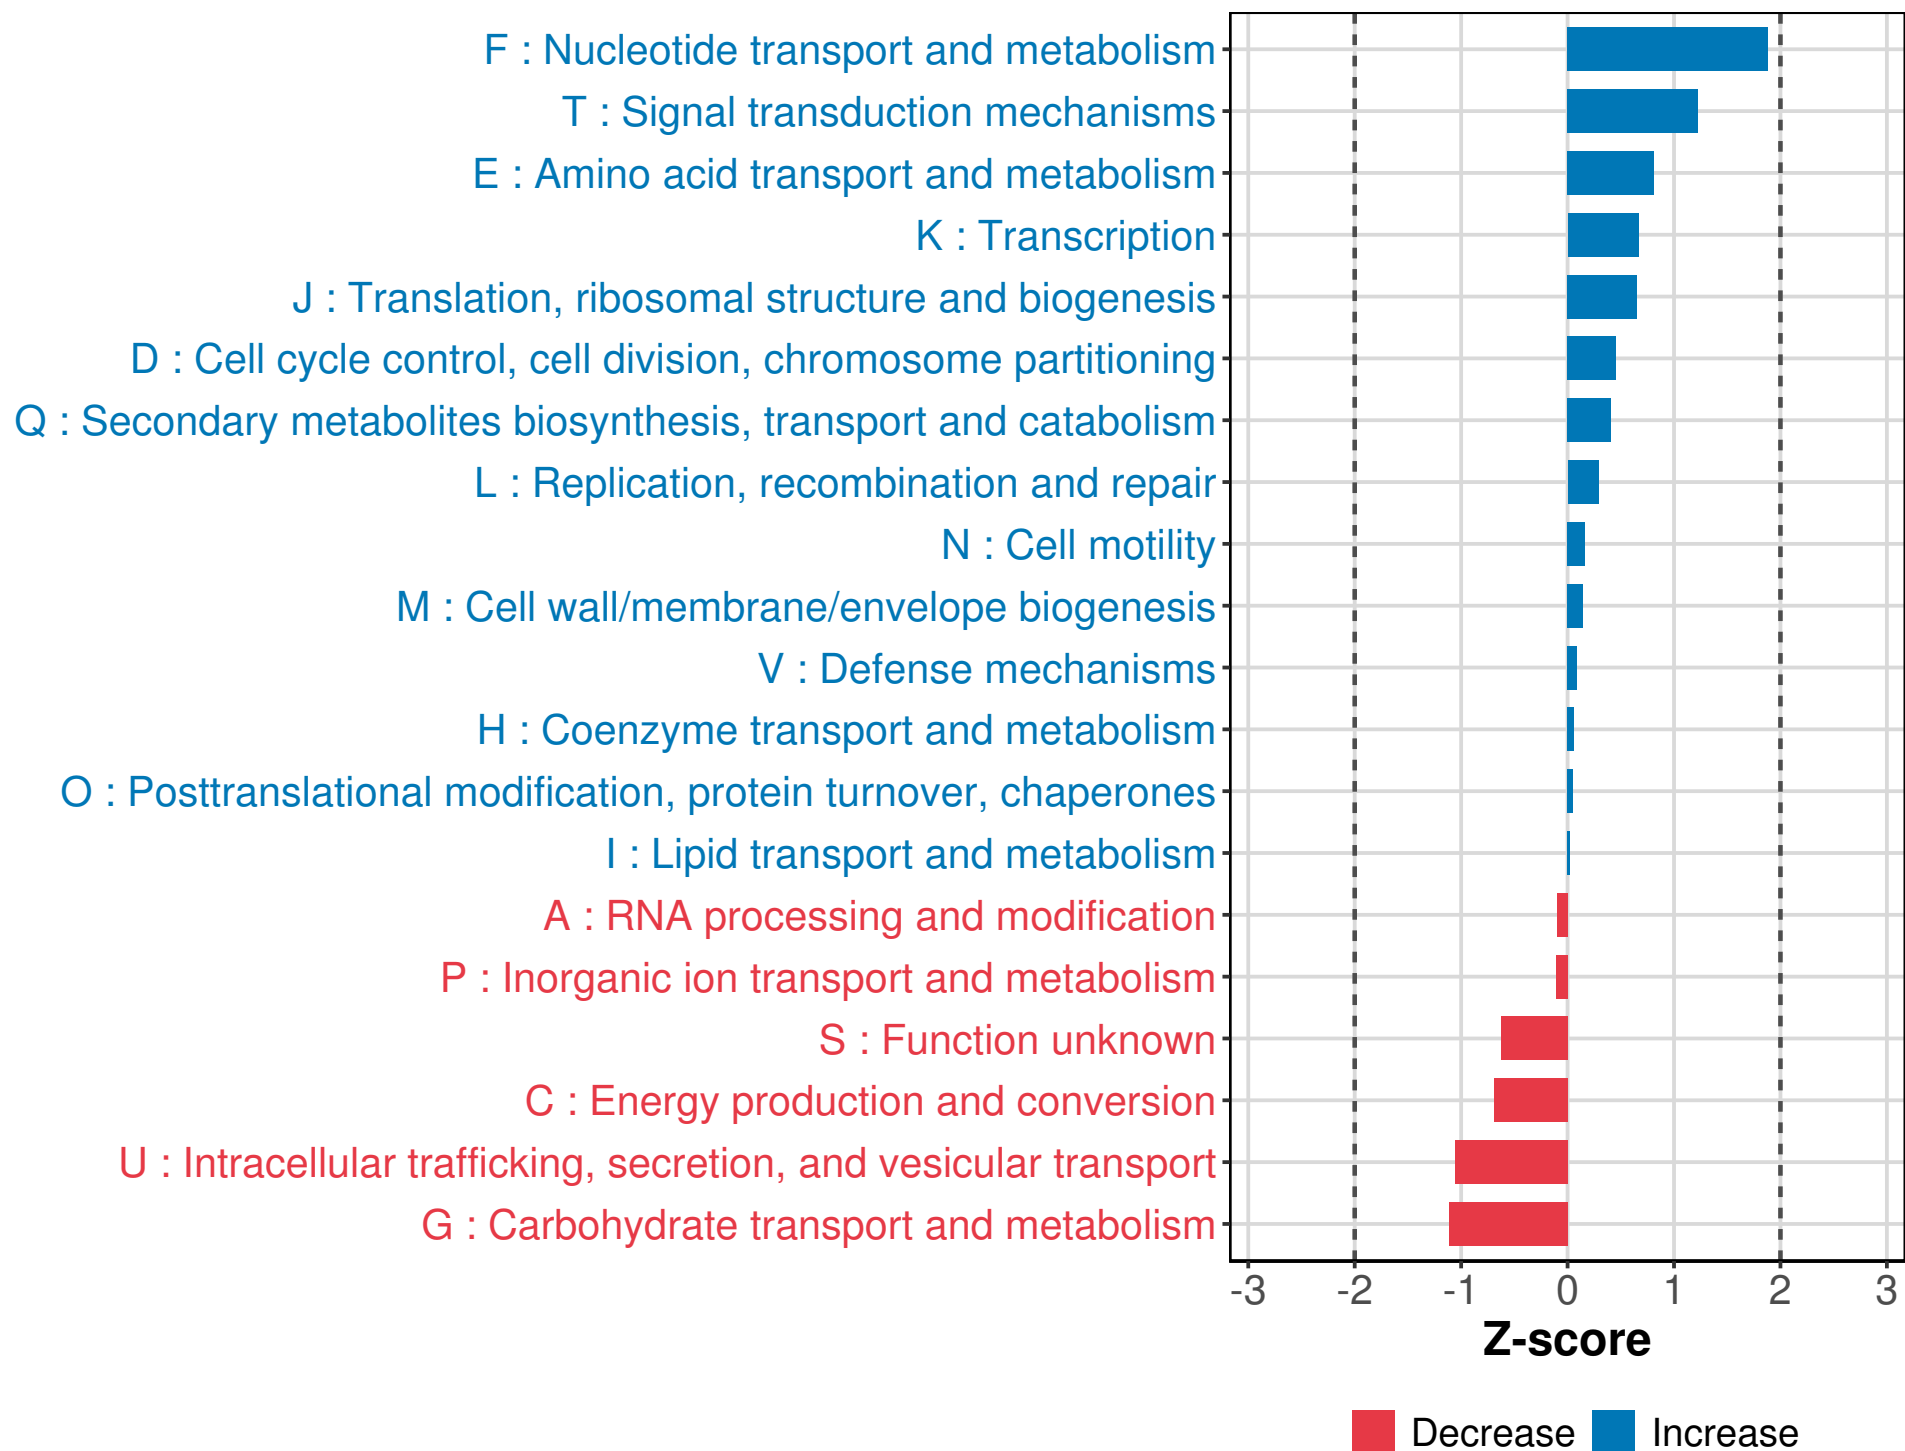 F : Nucleotide transport and metabolism
T : Signal transduction mechanisms
E : Amino acid transport and metabolism
K : Transcription
J : Translation, ribosomal structure and biogenesis
D : Cell cycle control, cell division, chromosome partitioning
Q : Secondary metabolites biosynthesis, transport and catabolism
L : Replication, recombination and repair
N : Cell motility
M : Cell wall/membrane/envelope biogenesis
V : Defense mechanisms
H : Coenzyme transport and metabolism
O : Posttranslational modification, protein turnover, chaperones
I : Lipid transport and metabolism
A : RNA processing and modification
P : Inorganic ion transport and metabolism
S : Function unknown
C : Energy production and conversion
U : Intracellular trafficking, secretion, and vesicular transport
G : Carbohydrate transport and metabolism
-3 -2 -1 0 1 2 3
Z-score
Decrease Increase